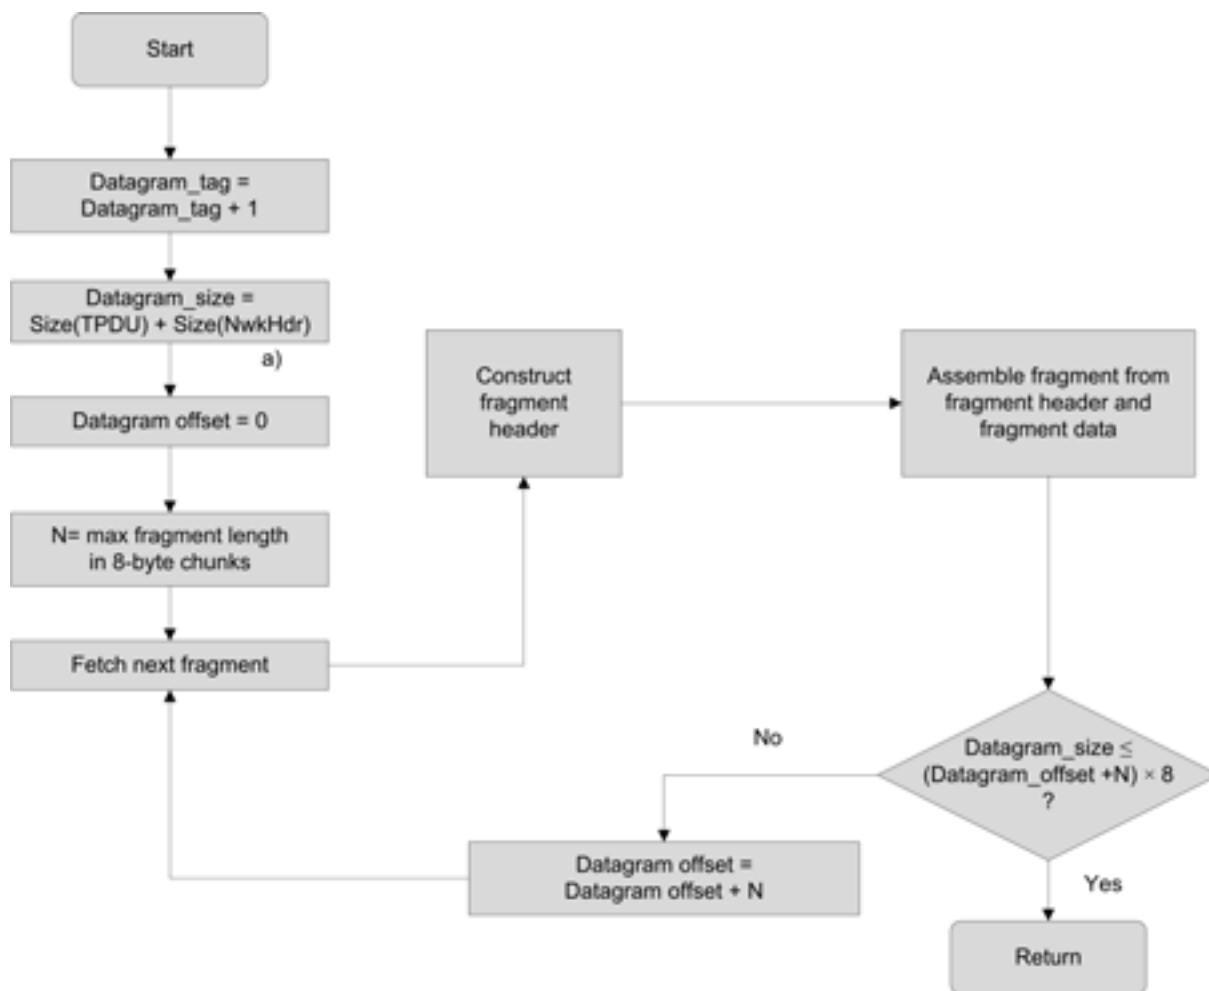 Start
Datagram_tag =
Datagram_tag + 1
Datagram_size =
Size(TPDU) + Size(NwkHdr)
a)
Datagram offset = 0
N= max fragment length
in 8-byte chunks
Fetch next fragment
Construct
fragment
header
Assemble fragment from
fragment header and
fragment data
Datagram_size ≤
(Datagram_offset +N) × 8
?
No
Datagram offset =
Datagram offset + N
Yes
Return